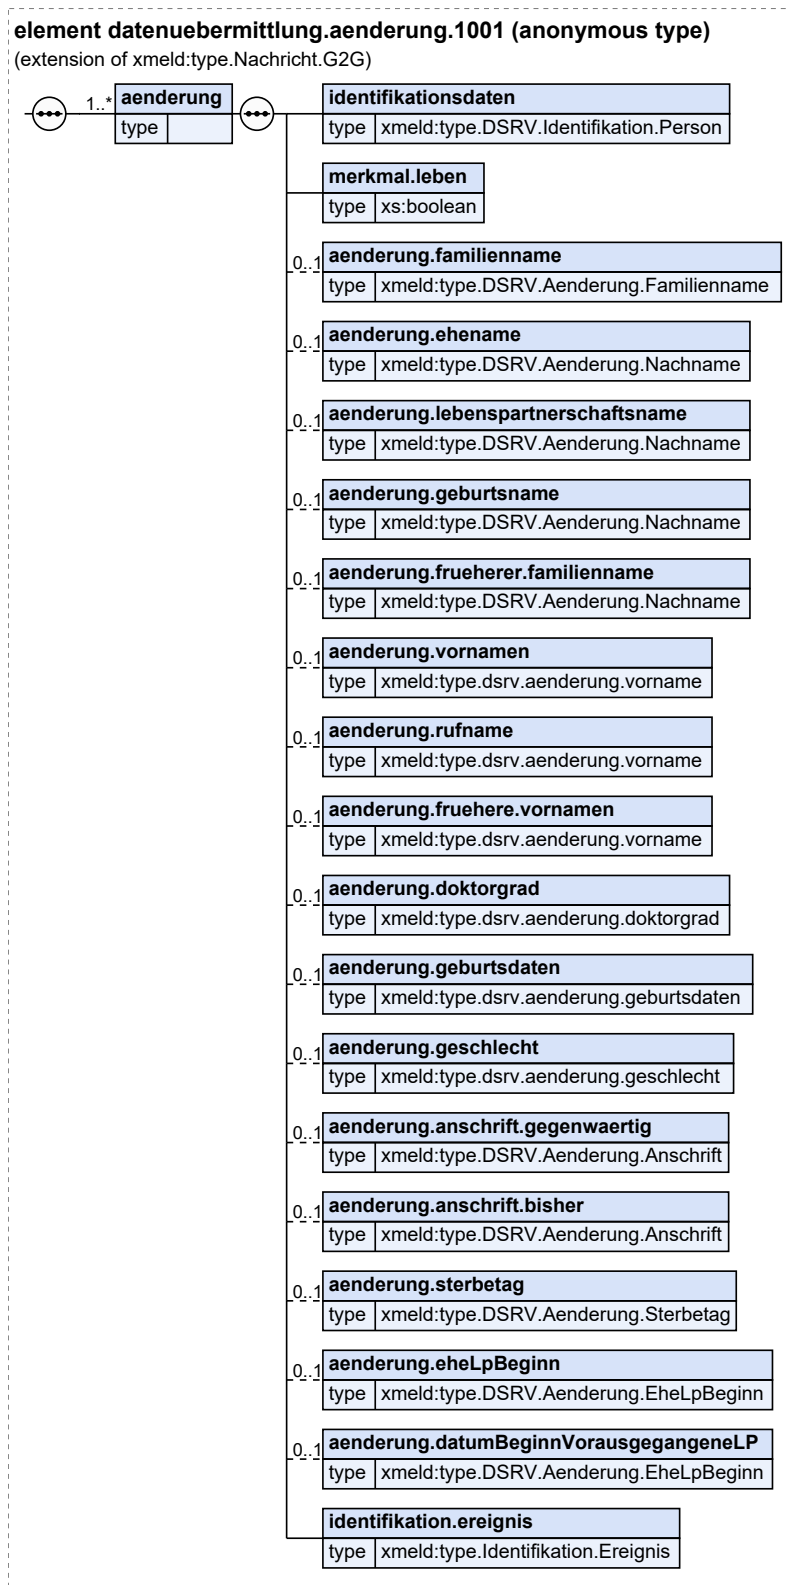 element datenuebermittlung.aenderung.1001 (anonymous type)
(extension of xmeld:type.Nachricht.G2G)
1..* aenderung
type
identifikationsdaten
type xmeld:type.DSRV.Identifikation.Person
merkmal.leben
type xs:boolean
0..1 aenderung.familienname
type xmeld:type.DSRV.Aenderung.Familienname
0..1 aenderung.ehename
type xmeld:type.DSRV.Aenderung.Nachname
0..1 aenderung.lebenspartnerschaftsname
type xmeld:type.DSRV.Aenderung.Nachname
0..1 aenderung.geburtsname
type xmeld:type.DSRV.Aenderung.Nachname
0..1 aenderung.frueherer.familienname
type xmeld:type.DSRV.Aenderung.Nachname
0..1 aenderung.vornamen
type xmeld:type.dsrv.aenderung.vorname
0..1 aenderung.rufname
type xmeld:type.dsrv.aenderung.vorname
0..1 aenderung.fruehere.vornamen
type xmeld:type.dsrv.aenderung.vorname
0..1 aenderung.doktorgrad
type xmeld:type.dsrv.aenderung.doktorgrad
0..1 aenderung.geburtsdaten
type xmeld:type.dsrv.aenderung.geburtsdaten
0..1 aenderung.geschlecht
type xmeld:type.dsrv.aenderung.geschlecht
0..1 aenderung.anschrift.gegenwaertig
type xmeld:type.DSRV.Aenderung.Anschrift
0..1 aenderung.anschrift.bisher
type xmeld:type.DSRV.Aenderung.Anschrift
0..1 aenderung.sterbetag
type xmeld:type.DSRV.Aenderung.Sterbetag
0..1 aenderung.eheLpBeginn
type xmeld:type.DSRV.Aenderung.EheLpBeginn
0..1 aenderung.datumBeginnVorausgegangeneLP
type xmeld:type.DSRV.Aenderung.EheLpBeginn
identifikation.ereignis
type xmeld:type.Identifikation.Ereignis